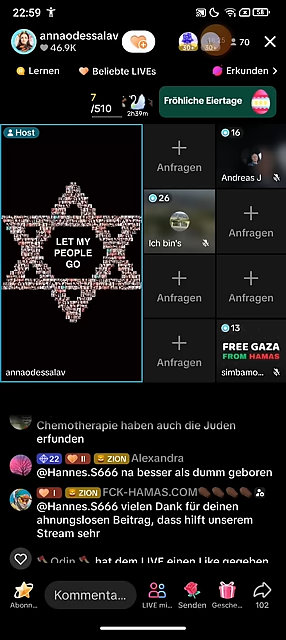 22:59
58
annaodessalav
46.9K
30+
30+
70
Lernen
Beliebte LIVEs
Erkunden >
7
/510
2h39m
Fröhliche Eiertage
Host
LET MY
PEOPLE
GO
annaodessalav
Anfragen
16
Andreas J
26
Ich bin's
Anfragen
Anfragen
Anfragen
Anfragen
13
FREE GAZA
FROM HAMAS
simbamo...
Chemotherapie haben auch die Juden
erfunden
22 II ZION Alexandra
@Hannes.S666 na besser als dumm geboren
I ZION FCK-HAMAS.COM
@Hannes.S666 vielen Dank für deinen
ahnungslosen Beitrag, dass hilft unserem
Stream sehr
Odin hat dem LIVE einen Like gegeben
Abonn...
Kommenta...
LIVE mi...
Senden
Gesche...
102